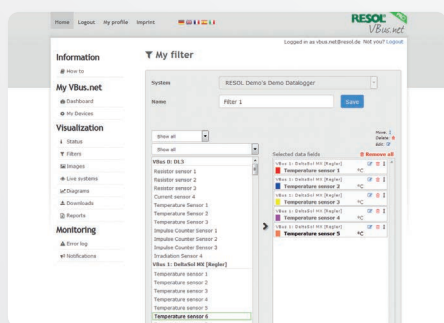 Home Logout My profile Imprint
RESOL
VBus.net
Logged in as vbus.net@resol.de Not you? Logout
Information
How to
My VBus.net
Dashboard
My Devices
Visualization
Status
Filters
Images
Live systems
Diagrams
Downloads
Reports
Monitoring
Error log
Notifications
My filter
System RESOL Demo's Demo Datalogger
Name Filter 1 Save
Show all
Show all
VBus 0: DL3
Resistor sensor 1
Resistor sensor 2
Resistor sensor 3
Current sensor 4
Temperature Sensor 1
Temperature Sensor 2
Temperature Sensor 3
Impulse Counter Sensor 1
Impulse Counter Sensor 2
Impulse Counter Sensor 3
Irradiation Sensor 4
VBus 1: DeltaSol MX [Regler]
Temperature sensor 1
Temperature sensor 2
Temperature sensor 3
Temperature sensor 4
Temperature sensor 5
Temperature sensor 6
Move:
Delete:
Edit:
Selected data fields Remove all
VBus 1: DeltaSol MX [Regler]
Temperature sensor 1 °C
VBus 1: DeltaSol MX [Regler]
Temperature sensor 2 °C
VBus 1: DeltaSol MX [Regler]
Temperature sensor 3 °C
VBus 1: DeltaSol MX [Regler]
Temperature sensor 4 °C
VBus 1: DeltaSol MX [Regler]
Temperature sensor 5 °C